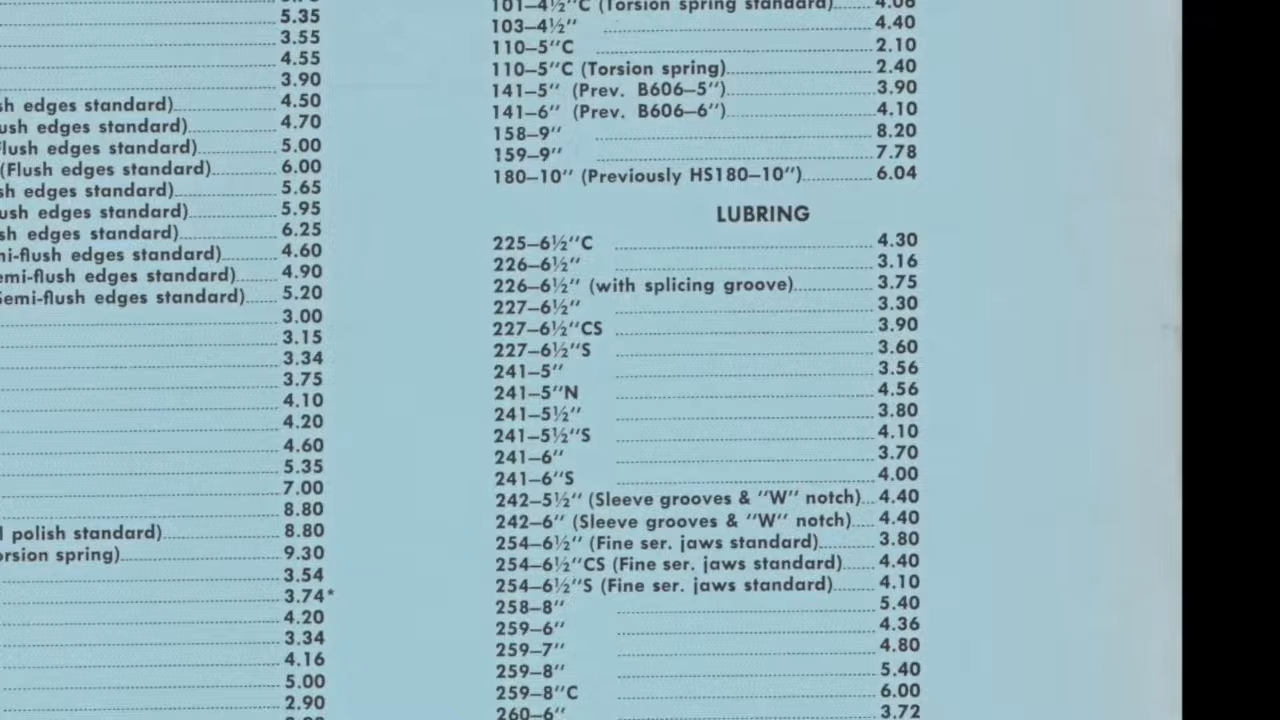 5.35
3.55
4.55
3.90
edges standard) 4.50
edges standard) 4.70
edges standard) 5.00
(Flush edges standard) 6.00
edges standard) 5.65
edges standard) 5.95
edges standard) 6.25
edges standard) 4.60
edges standard) 4.90
edges standard) 5.20
3.00
3.15
3.34
3.75
4.10
4.20
4.60
5.35
7.00
8.80
polish standard) 8.80
spring) 9.30
3.54
3.74*
4.20
3.34
4.16
5.00
2.90
101–4½"C (Torsion spring standard) 4.06
103–4½" 4.40
110–5"C 2.10
110–5"C (Torsion spring) 2.40
141–5" (Prev. B606–5") 3.90
141–6" (Prev. B606–6") 4.10
158–9" 8.20
159–9" 7.78
180–10" (Previously HS180–10") 6.04
LUBRING
225–6½"C 4.30
226–6½" 3.16
226–6½" (with splicing groove) 3.75
227–6½" 3.30
227–6½"CS 3.90
227–6½"S 3.60
241–5" 3.56
241–5"N 4.56
241–5½" 3.80
241–5½"S 4.10
241–6" 3.70
241–6"S 4.00
242–5½" (Sleeve grooves & "W" notch) 4.40
242–6" (Sleeve grooves & "W" notch) 4.40
254–6½" (Fine ser. jaws standard) 3.80
254–6½"CS (Fine ser. jaws standard) 4.40
254–6½"S (Fine ser. jaws standard) 4.10
258–8" 5.40
259–6" 4.36
259–7" 4.80
259–8" 5.40
259–8"C 6.00
260–6" 3.72